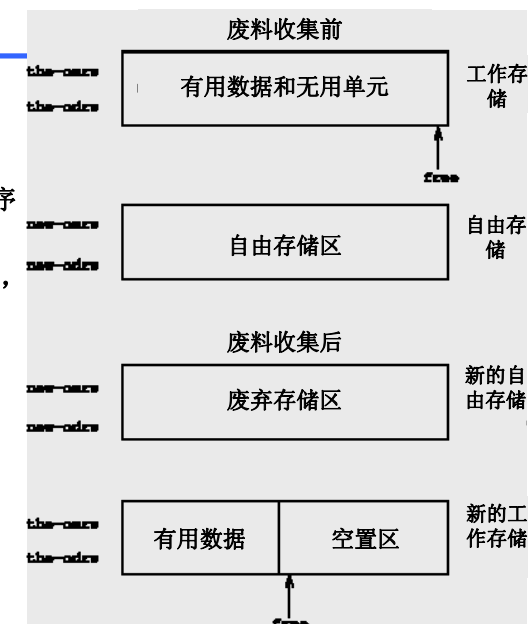 废料收集前
the-cars
the-cdrs
有用数据和无用单元
工作存
储
free
序
new-cars
new-cdrs
自由存储区
自由存
储
，
废料收集后
new-cars
new-cdrs
废弃存储区
新的自
由存储
the-cars
the-cdrs
有用数据
空置区
新的工
作存储
free